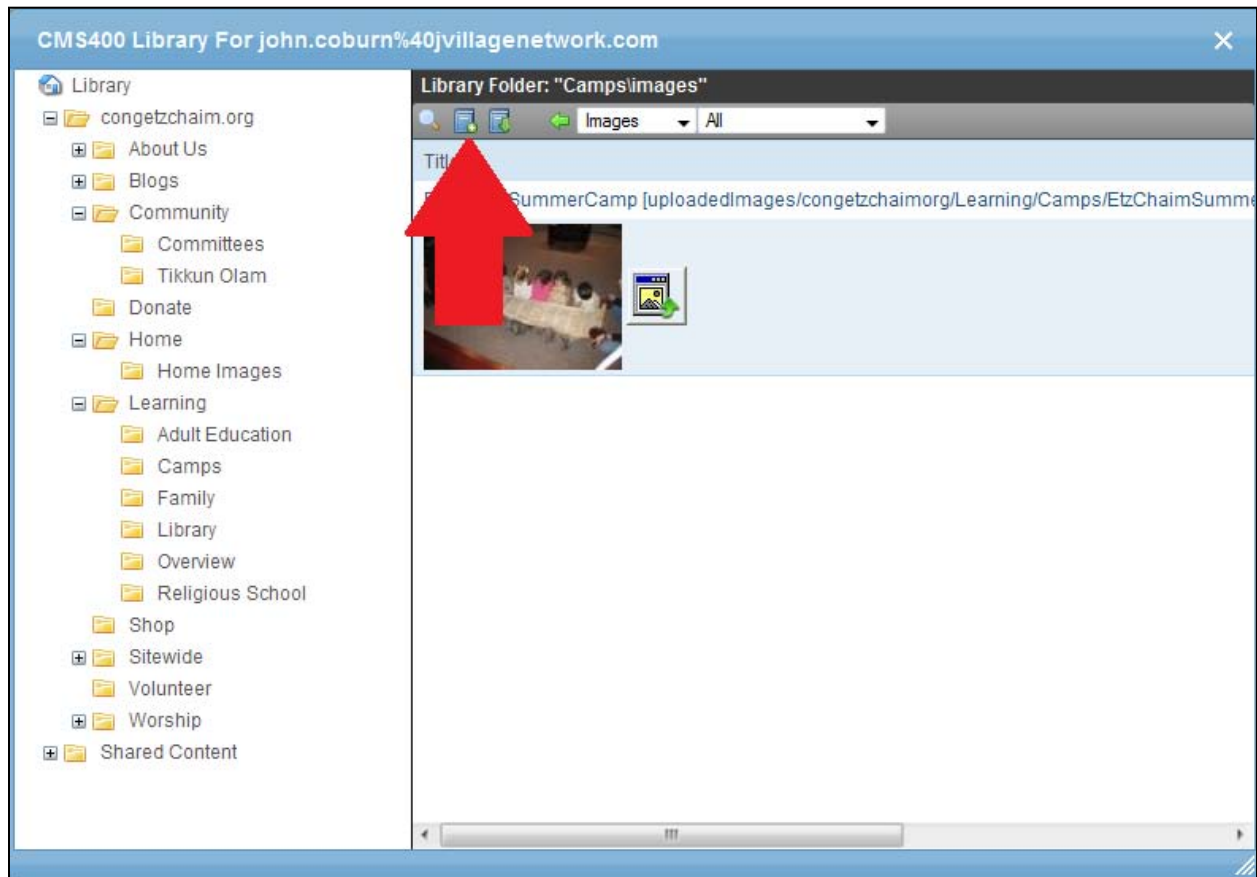 CMS400 Library For john.coburn%40jvillagenetwork.com
Library
congetzchaim.org
About Us
Blogs
Community
Committees
Tikkun Olam
Donate
Home
Home Images
Learning
Adult Education
Camps
Family
Library
Overview
Religious School
Shop
Sitewide
Volunteer
Worship
Shared Content
Library Folder: "Camps\images"
Images All
SummerCamp [uploadedImages/congetzchaimorg/Learning/Camps/EtzChaimSumme